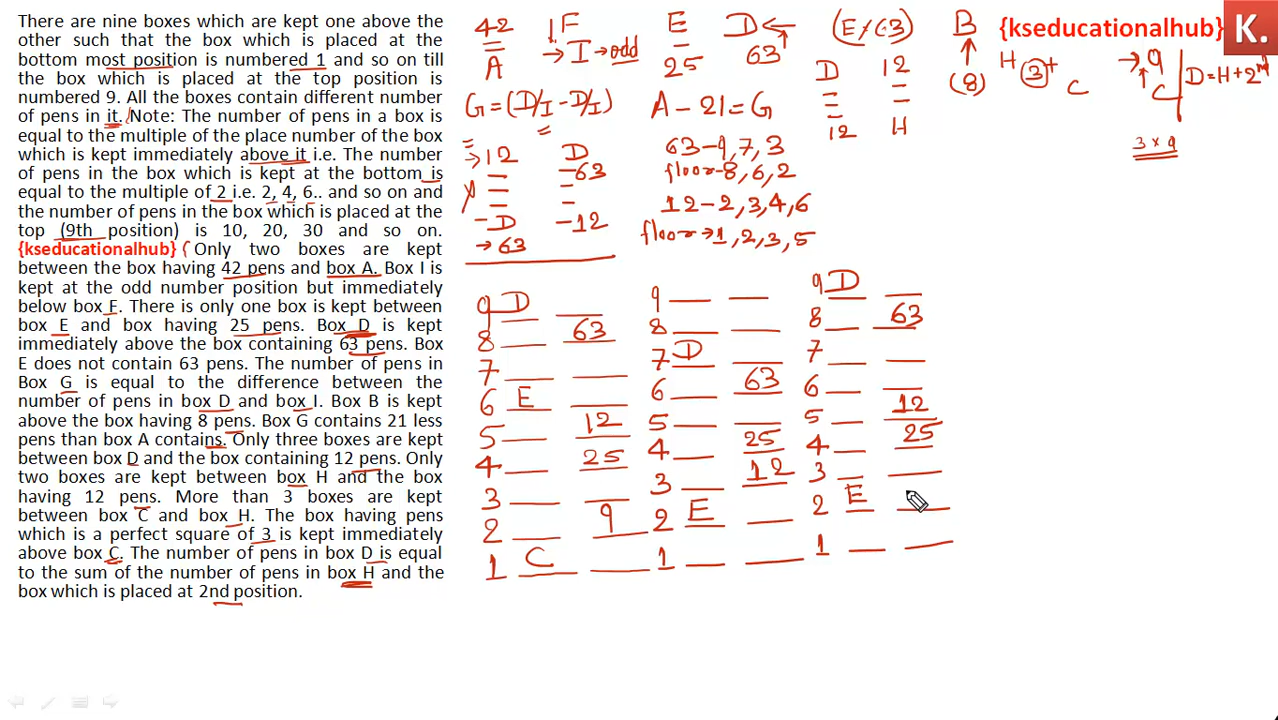 There are nine boxes which are kept one above the
other such that the box which is placed at the
bottom most position is numbered 1 and so on till
the box which is placed at the top position is
numbered 9. All the boxes contain different number
of pens in it. Note: The number of pens in a box is
equal to the multiple of the place number of the box
which is kept immediately above it i.e. The number
of pens in the box which is kept at the bottom is
equal to the multiple of 2 i.e. 2, 4, 6.. and so on and
the number of pens in the box which is placed at the
top (9th position) is 10, 20, 30 and so on.
{kseducationalhub} Only two boxes are kept
between the box having 42 pens and box A. Box I is
kept at the odd number position but immediately
below box F. There is only one box is kept between
box E and box having 25 pens. Box D is kept
immediately above the box containing 63 pens. Box
E does not contain 63 pens. The number of pens in
Box G is equal to the difference between the
number of pens in box D and box I. Box B is kept
above the box having 8 pens. Box G contains 21 less
pens than box A contains. Only three boxes are kept
between box D and the box containing 12 pens. Only
two boxes are kept between box H and the box
having 12 pens. More than 3 boxes are kept
between box C and box H. The box having pens
which is a perfect square of 3 is kept immediately
above box C. The number of pens in box D is equal
to the sum of the number of pens in box H and the
box which is placed at 2nd position.
42 F E D ← (E≠63) B {kseducationalhub} K.
= → I → odd – 63 ↑ H (3)+ C → 9 D=H+2nd
A 25 D 12 (8) ↑ C
G=(D/I-D/I) A-21=G 12 H 3×9
→12 D 63-9,7,3
– -63 floor-8,6,2
– – 12-2,3,4,6
-D -12 floor→1,2,3,5
→63
9 D 9 9 D
8 63 8 8 63
7 7 D 7
6 E 6 63 6
5 12 5 5 12
4 25 4 25 4 25
3 3 12 3
2 9 2 E 2 E
1 C 1 1